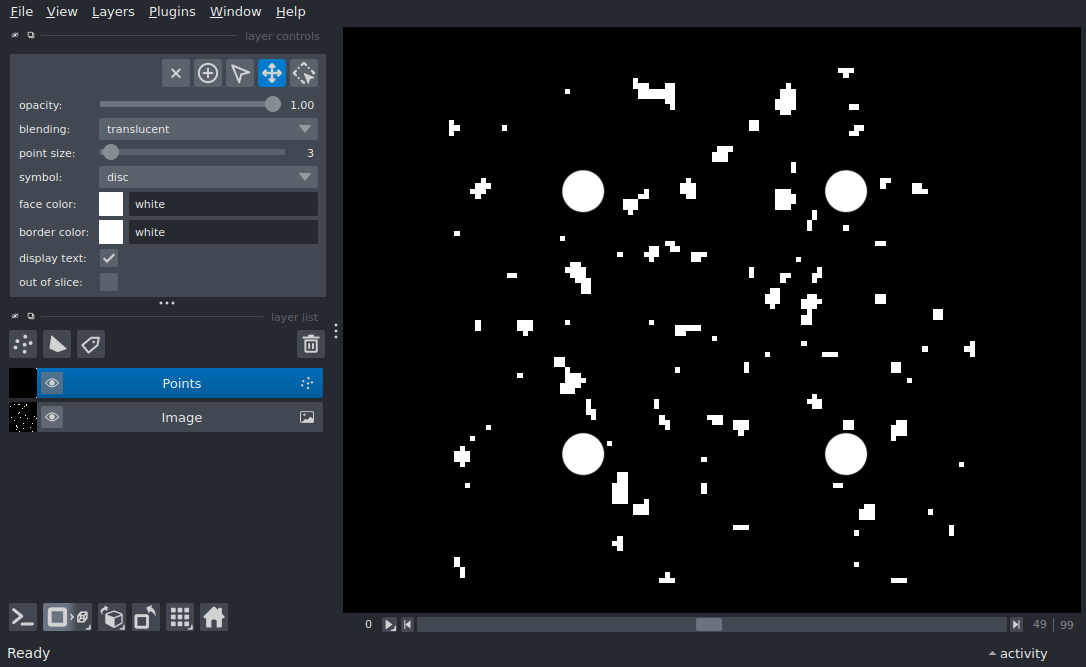 File View Layers Plugins Window Help
layer controls
opacity: 1.00
blending: translucent
point size: 3
symbol: disc
face color: white
border color: white
display text:
out of slice:
layer list
Points
Image
0 49 99
Ready activity